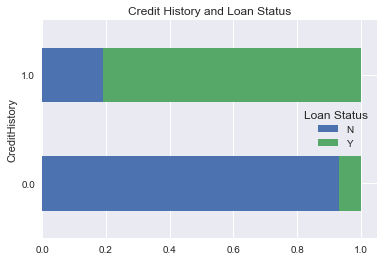 Credit History and Loan Status
1.0
CreditHistory
0.0
Loan Status
N
Y
0.0 0.2 0.4 0.6 0.8 1.0